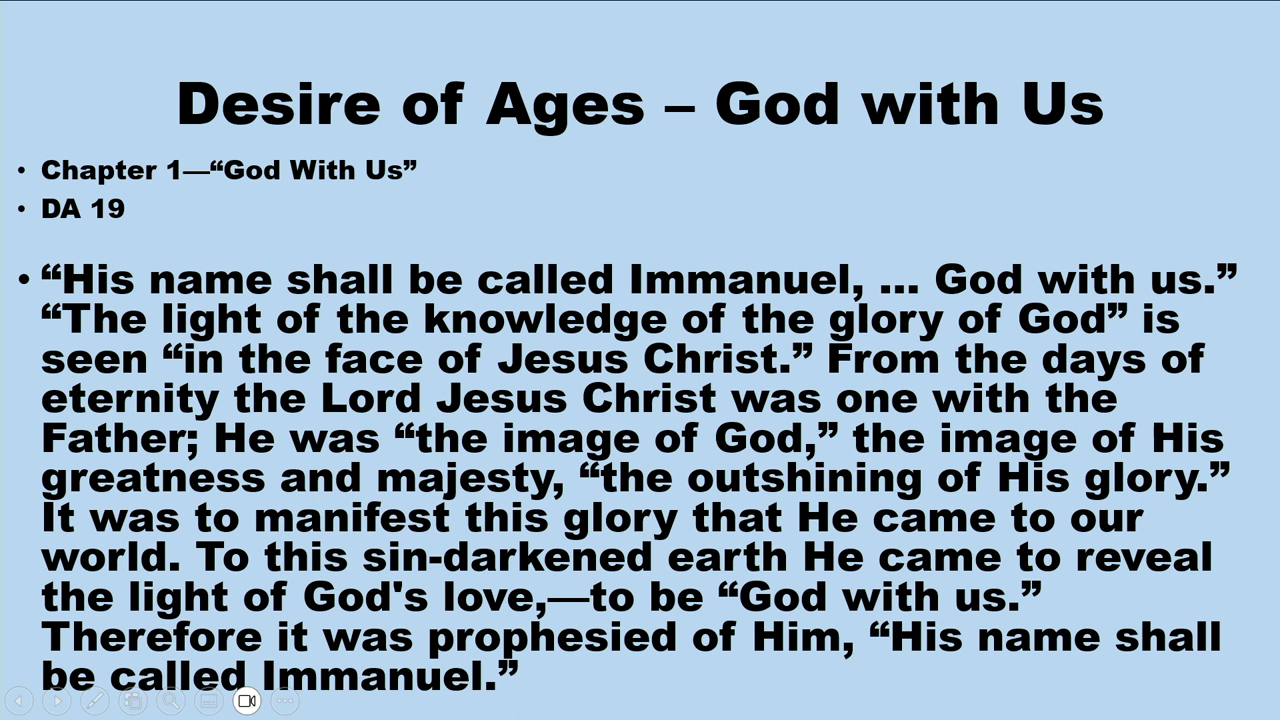 Desire of Ages – God with Us
• Chapter 1—“God With Us”
• DA 19
• “His name shall be called Immanuel, ... God with us.”
“The light of the knowledge of the glory of God” is
seen “in the face of Jesus Christ.” From the days of
eternity the Lord Jesus Christ was one with the
Father; He was “the image of God,” the image of His
greatness and majesty, “the outshining of His glory.”
It was to manifest this glory that He came to our
world. To this sin-darkened earth He came to reveal
the light of God's love,—to be “God with us.”
Therefore it was prophesied of Him, “His name shall
be called Immanuel.”